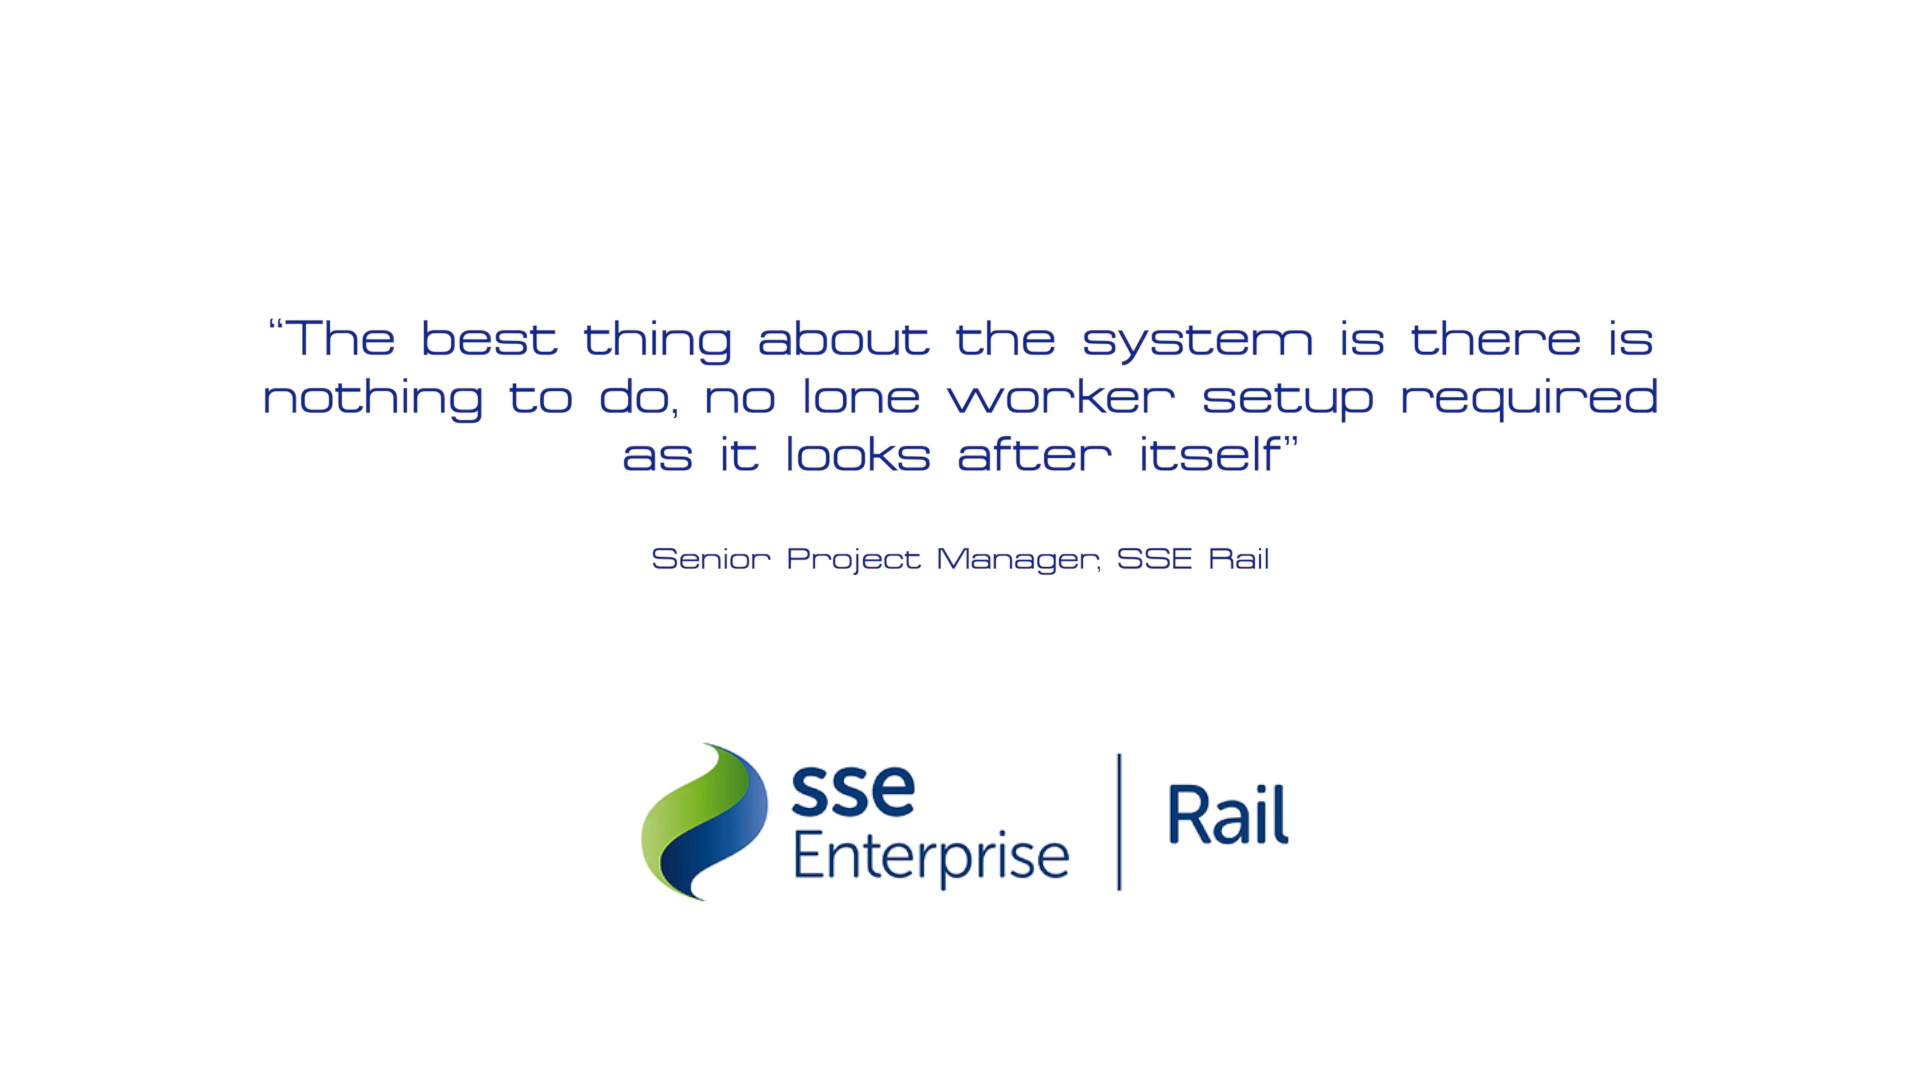 “The best thing about the system is there is
nothing to do, no lone worker setup required
as it looks after itself”
Senior Project Manager, SSE Rail
sse
Enterprise
Rail